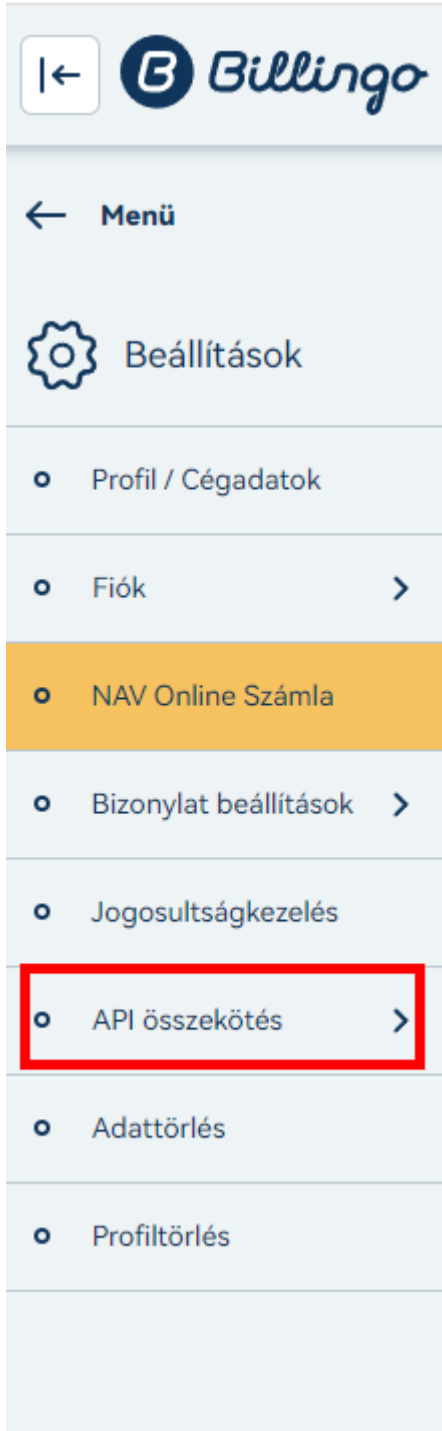 Billingo
Menü
Beállítások
Profil / Cégadatok
Fiók
NAV Online Számla
Bizonylat beállítások
Jogosultságkezelés
API összekötés
Adattörlés
Profiltörlés